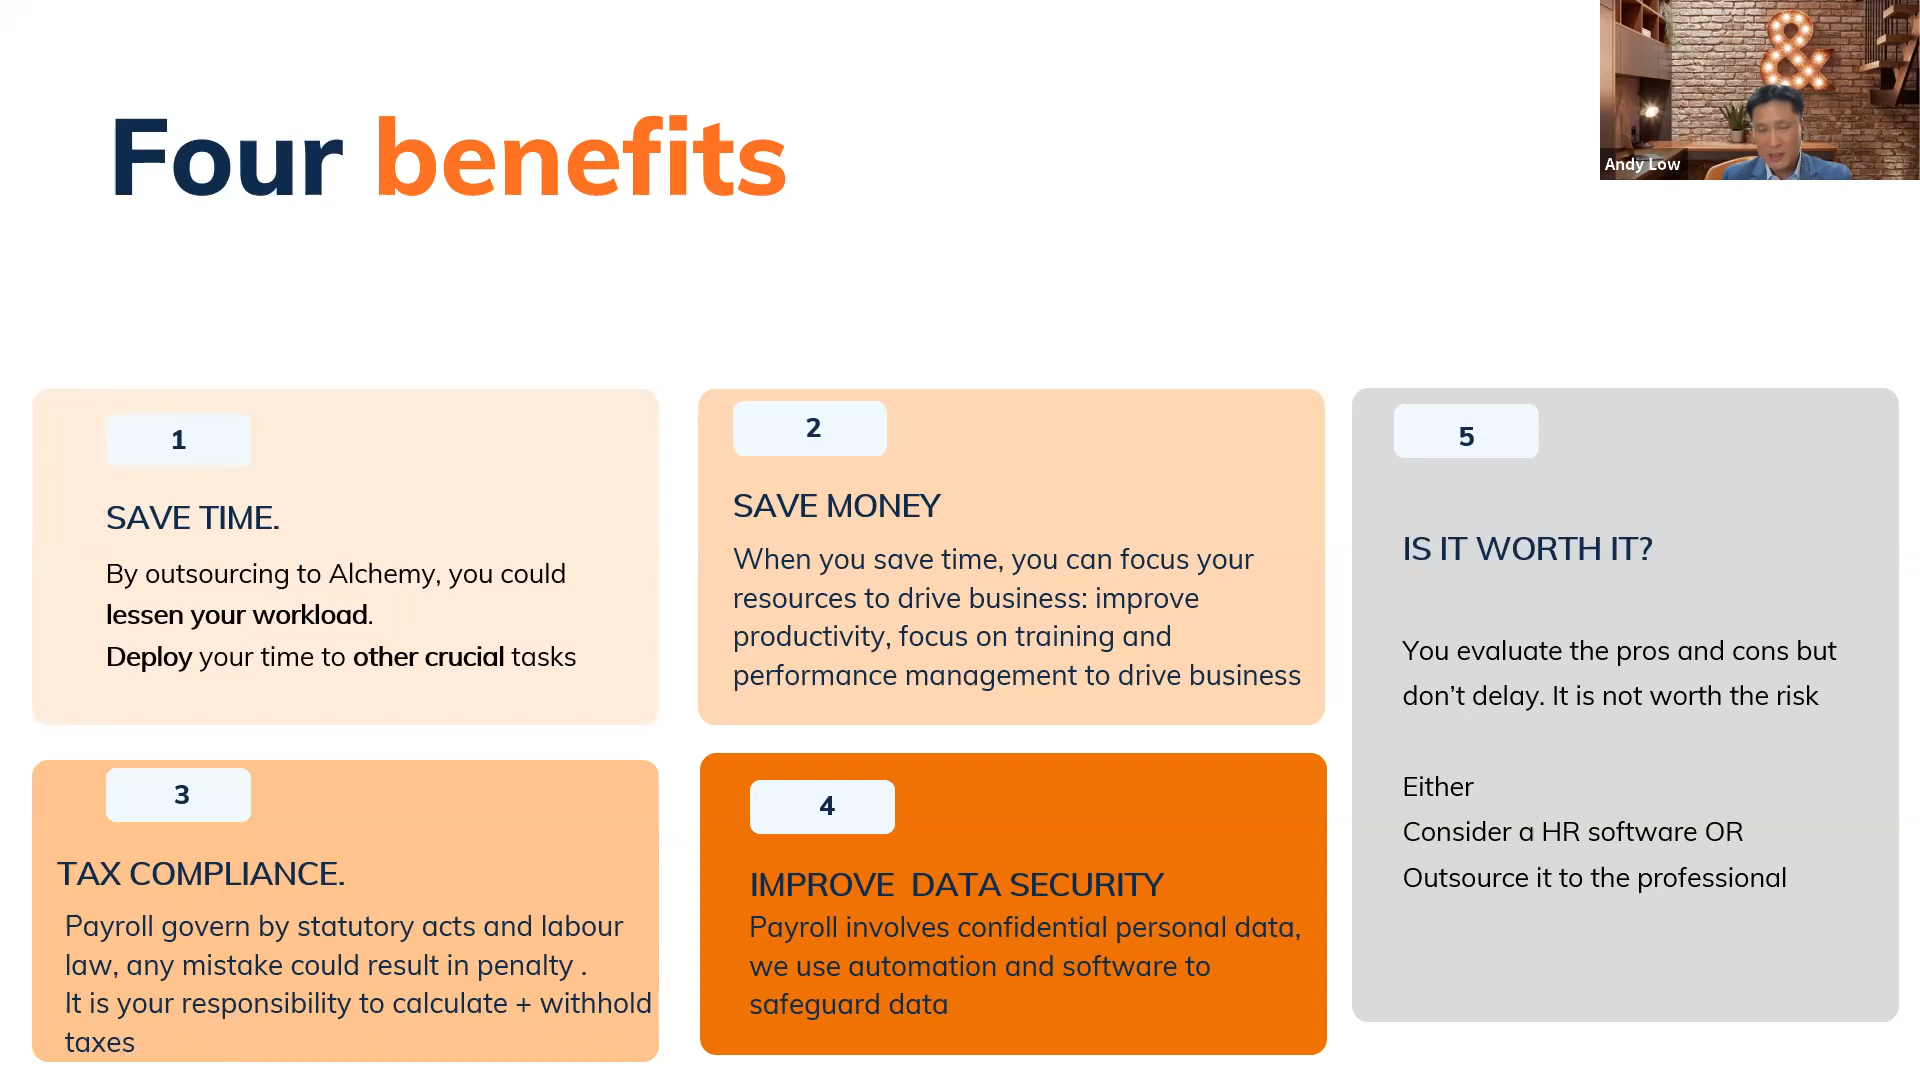 Four benefits
&
Andy Low
1
SAVE TIME.
By outsourcing to Alchemy, you could
lessen your workload.
Deploy your time to other crucial tasks
2
SAVE MONEY
When you save time, you can focus your
resources to drive business: improve
productivity, focus on training and
performance management to drive business
3
TAX COMPLIANCE.
Payroll govern by statutory acts and labour
law, any mistake could result in penalty .
It is your responsibility to calculate + withhold
taxes
4
IMPROVE  DATA SECURITY
Payroll involves confidential personal data,
we use automation and software to
safeguard data
5
IS IT WORTH IT?
You evaluate the pros and cons but
don’t delay. It is not worth the risk
Either
Consider a HR software OR
Outsource it to the professional